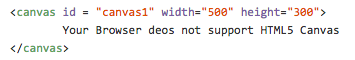 <canvas id = "canvas1" width="500" height="300">
Your Browser deos not support HTML5 Canvas
</canvas>